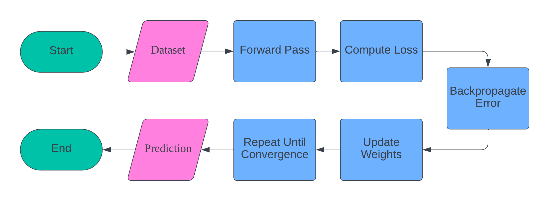 Start
Dataset
Forward Pass
Compute Loss
Backpropagate
Error
Update
Weights
Repeat Until
Convergence
Prediction
End